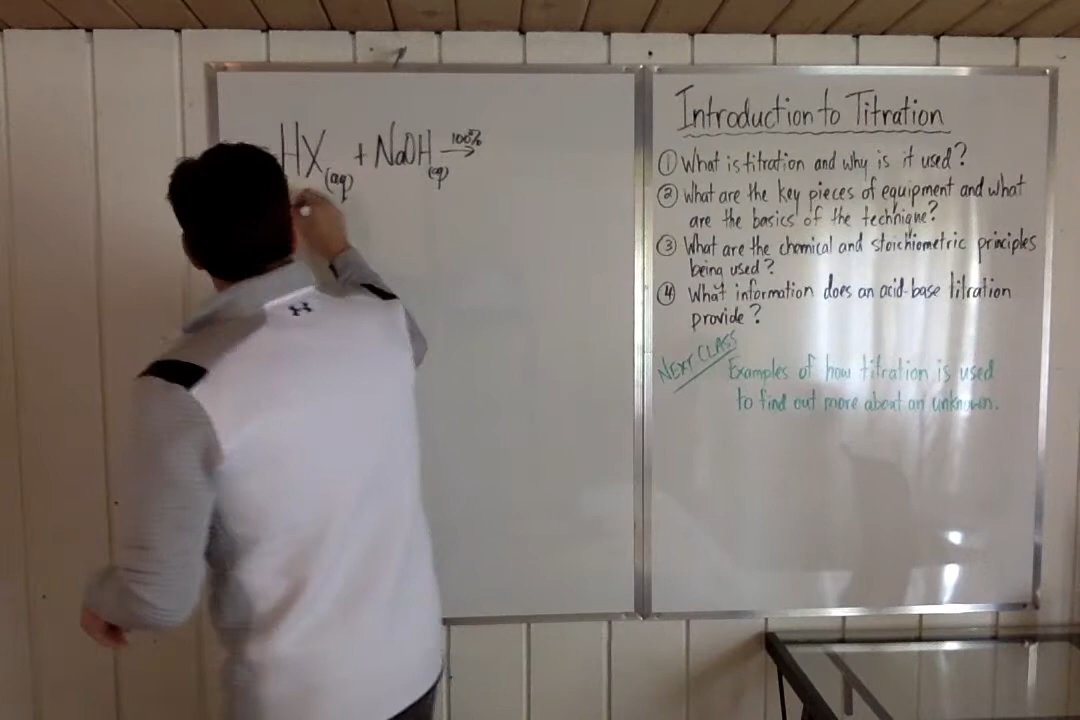 HX(aq) + NaOH(aq) 100% →
Introduction to Titration
① What is titration and why is it used?
② What are the key pieces of equipment and what
are the basics of the technique?
③ What are the chemical and stoichiometric principles
being used?
④ What information does an acid-base titration
provide?
NEXT CLASS
Examples of how titration is used
to find out more about an unknown.